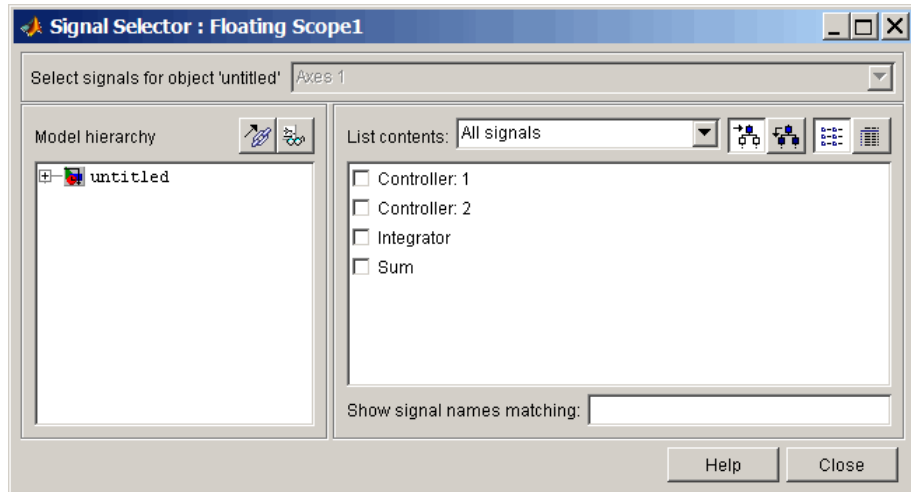 Signal Selector : Floating Scope1
Select signals for object 'untitled' Axes 1
Model hierarchy
untitled
List contents: All signals
Controller: 1
Controller: 2
Integrator
Sum
Show signal names matching:
Help Close